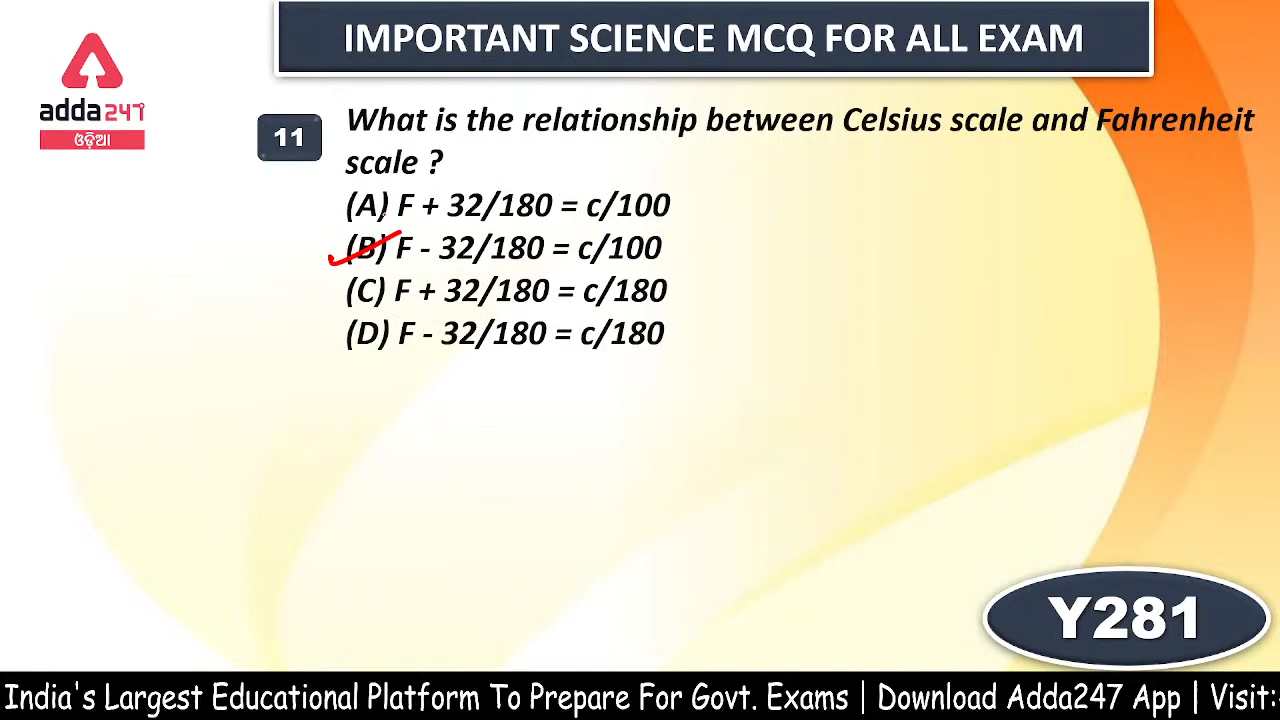 IMPORTANT SCIENCE MCQ FOR ALL EXAM
adda247
ଓଡ଼ିଆ
11
What is the relationship between Celsius scale and Fahrenheit
scale ?
(A) F + 32/180 = c/100
(B) F - 32/180 = c/100
(C) F + 32/180 = c/180
(D) F - 32/180 = c/180
Y281
India's Largest Educational Platform To Prepare For Govt. Exams | Download Adda247 App | Visit: